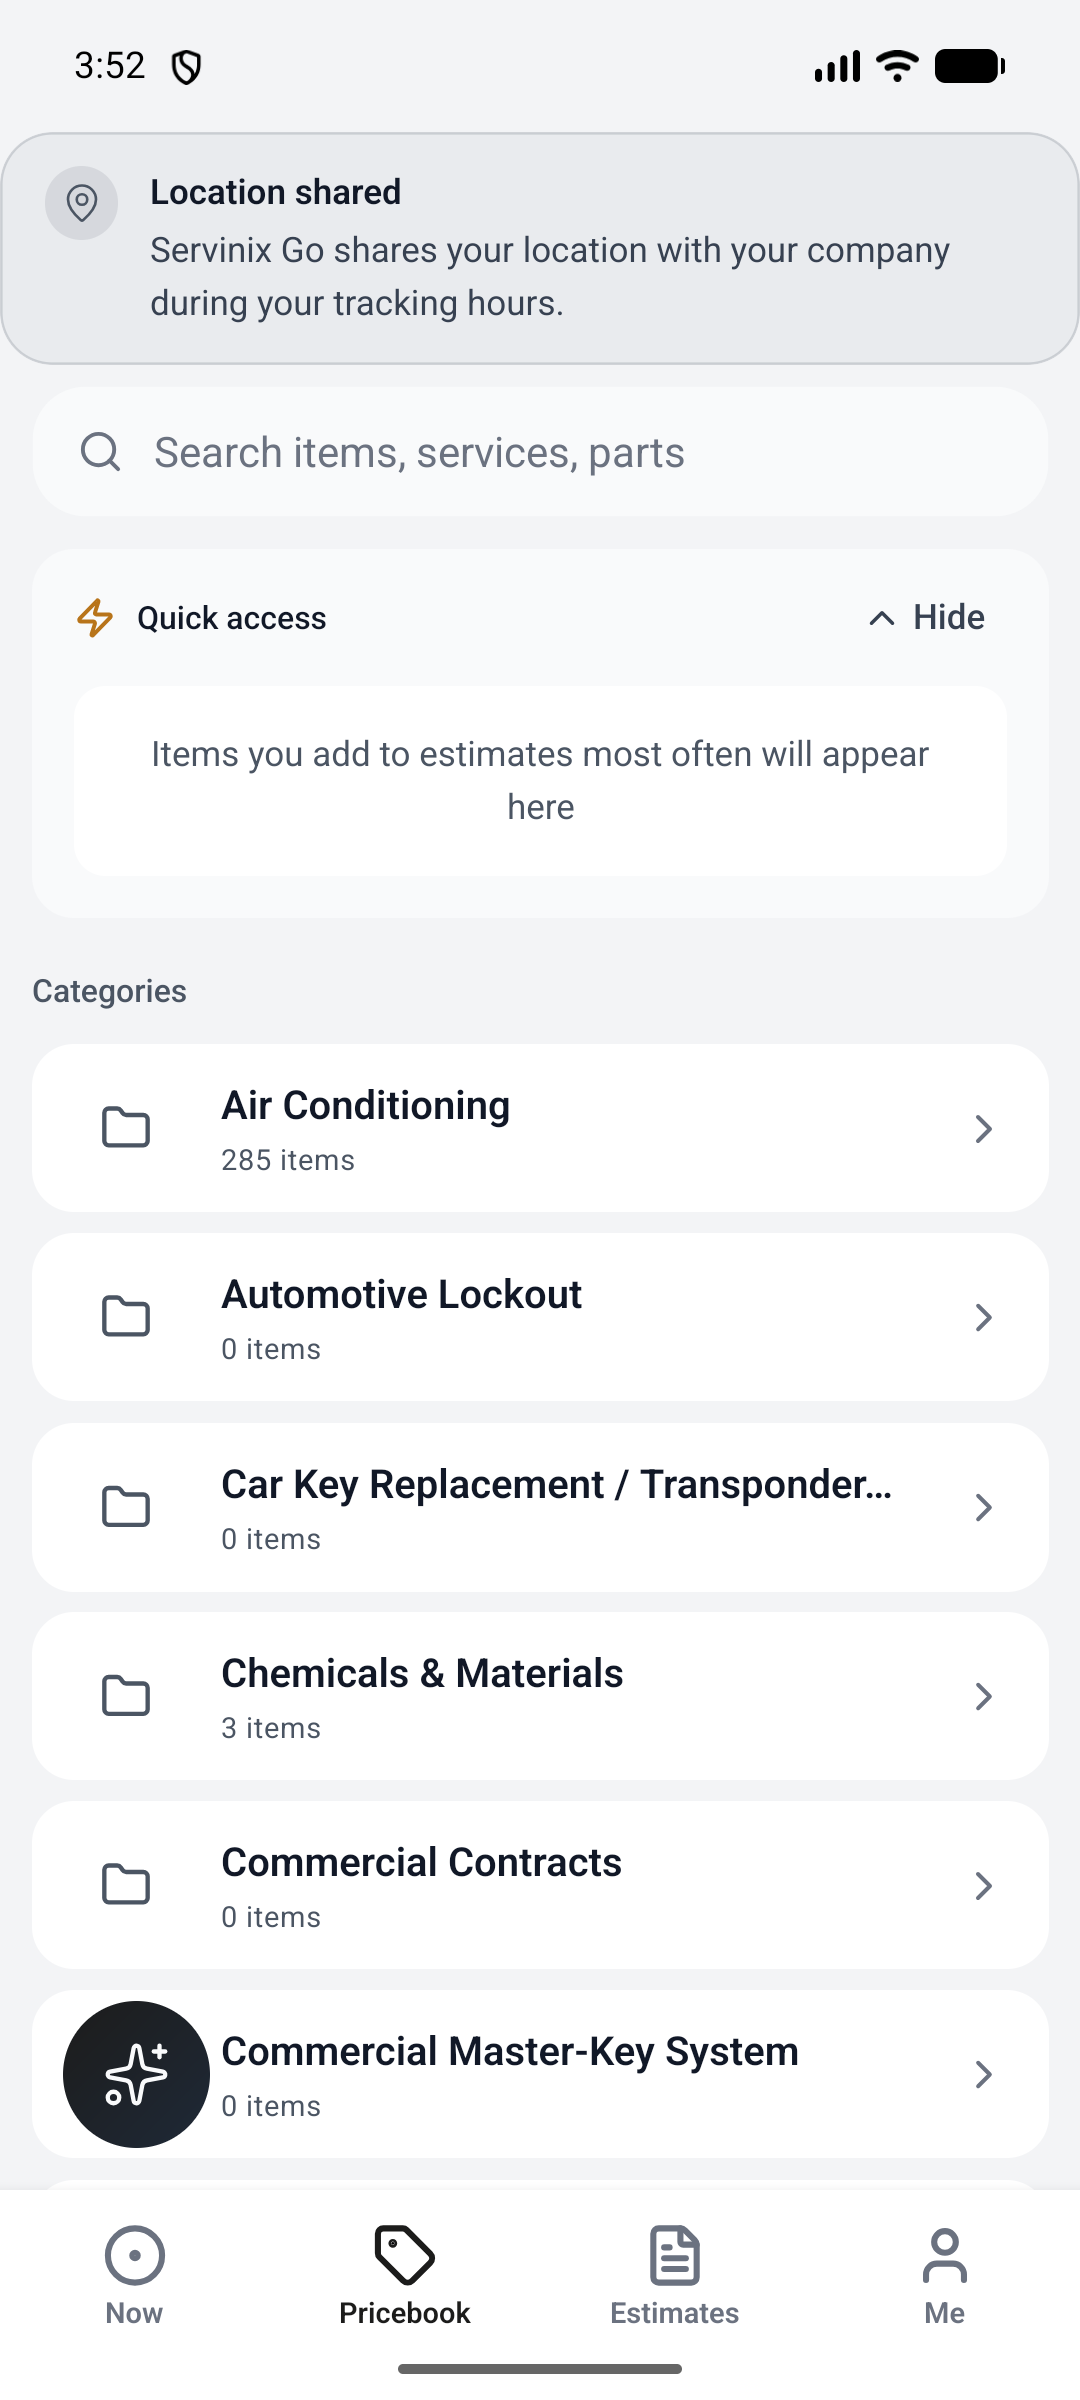 3:52
Location shared
Servinix Go shares your location with your company
during your tracking hours.
Search items, services, parts
Quick access
Hide
Items you add to estimates most often will appear
here
Categories
Air Conditioning
285 items
Automotive Lockout
0 items
Car Key Replacement / Transponder...
0 items
Chemicals & Materials
3 items
Commercial Contracts
0 items
Commercial Master-Key System
0 items
Now
Pricebook
Estimates
Me